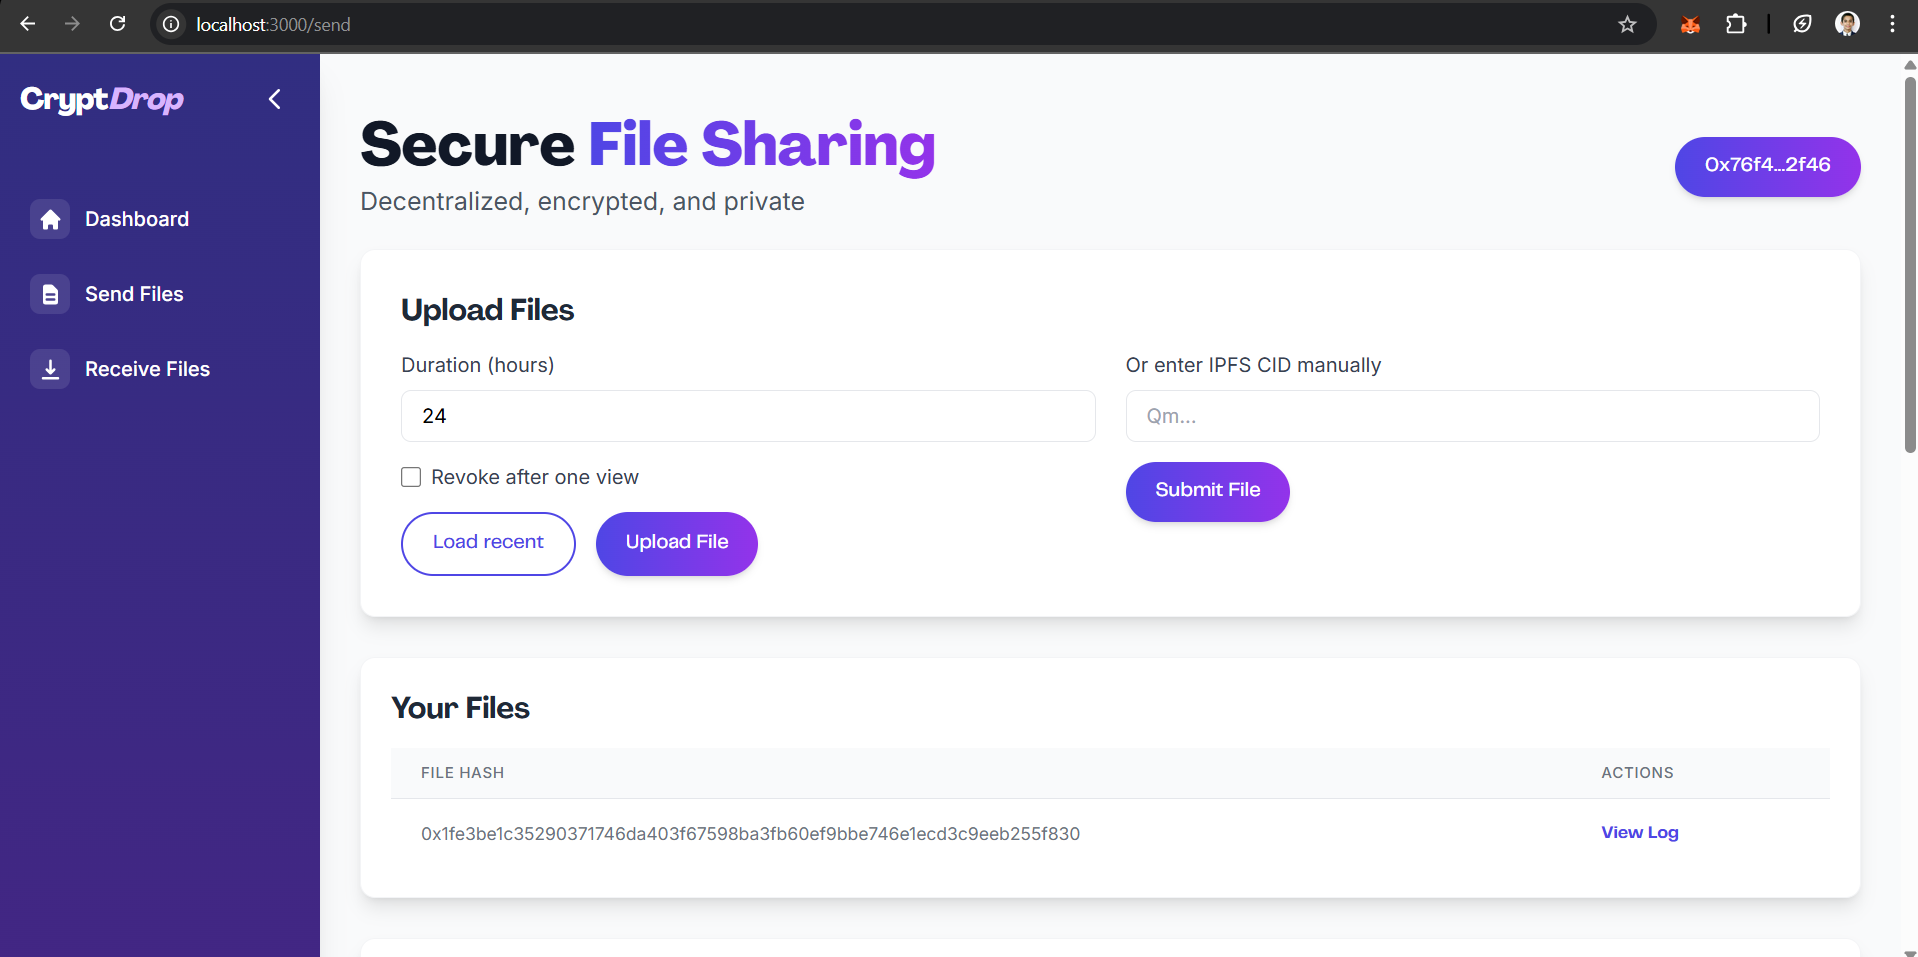 localhost:3000/send
CryptDrop
Dashboard
Send Files
Receive Files
Secure File Sharing
Decentralized, encrypted, and private
0x76f4...2f46
Upload Files
Duration (hours)
24
Revoke after one view
Load recent
Upload File
Or enter IPFS CID manually
Qm...
Submit File
Your Files
FILE HASH
ACTIONS
0x1fe3be1c35290371746da403f67598ba3fb60ef9bbe746e1ecd3c9eeb255f830
View Log